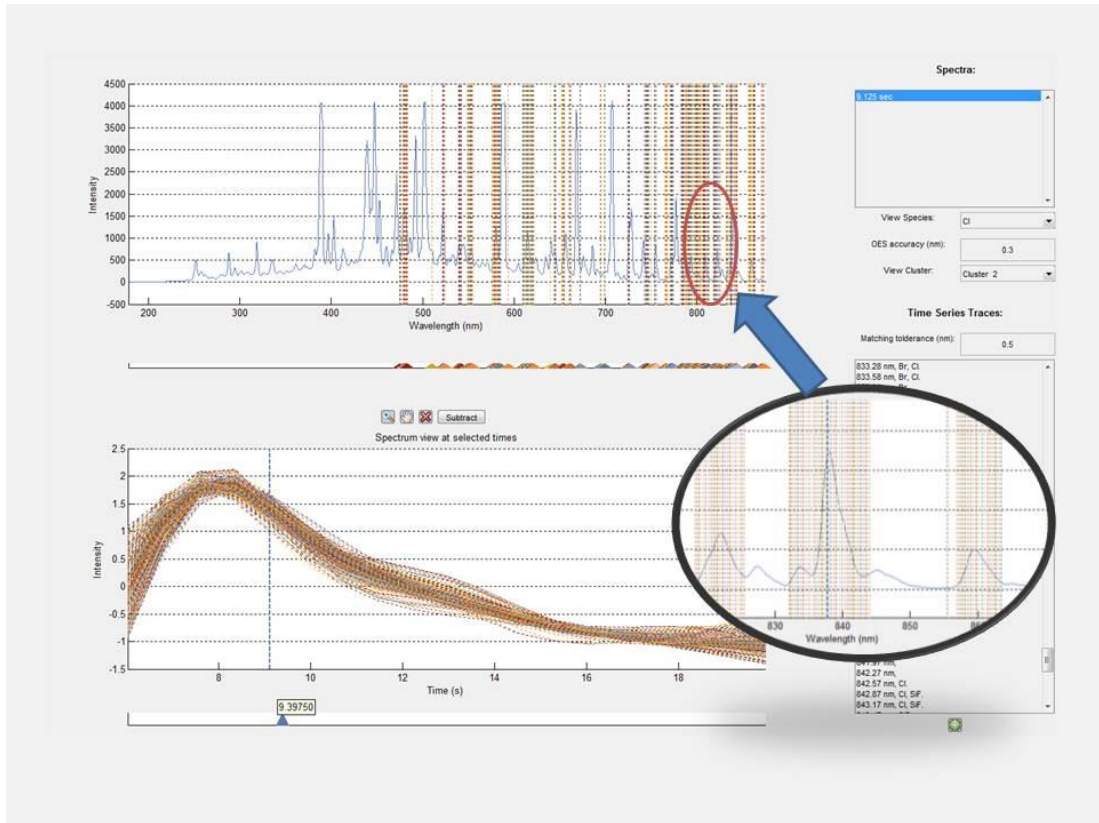 Spectra:
9.125 sec
View Species:
Cl
OES accuracy (nm):
0.3
View Cluster:
Cluster 2
Time Series Traces:
Matching tolderance (nm):
0.5
833.28 nm, Br, Cl.
833.58 nm, Br, Cl.
842.27 nm,
842.57 nm, Cl.
842.87 nm, Cl, SiF.
843.17 nm, Cl, SiF.
4500
4000
3500
3000
2500
2000
1500
1000
500
0
-500
Intensity
200 300 400 500 600 700 800
Wavelength (nm)
Subtract
Spectrum view at selected times
2.5
2
1.5
1
0.5
0
-0.5
-1
-1.5
Intensity
8 10 12 14 16 18
Time (s)
9.39750
830 840 850
Wavelength (nm)